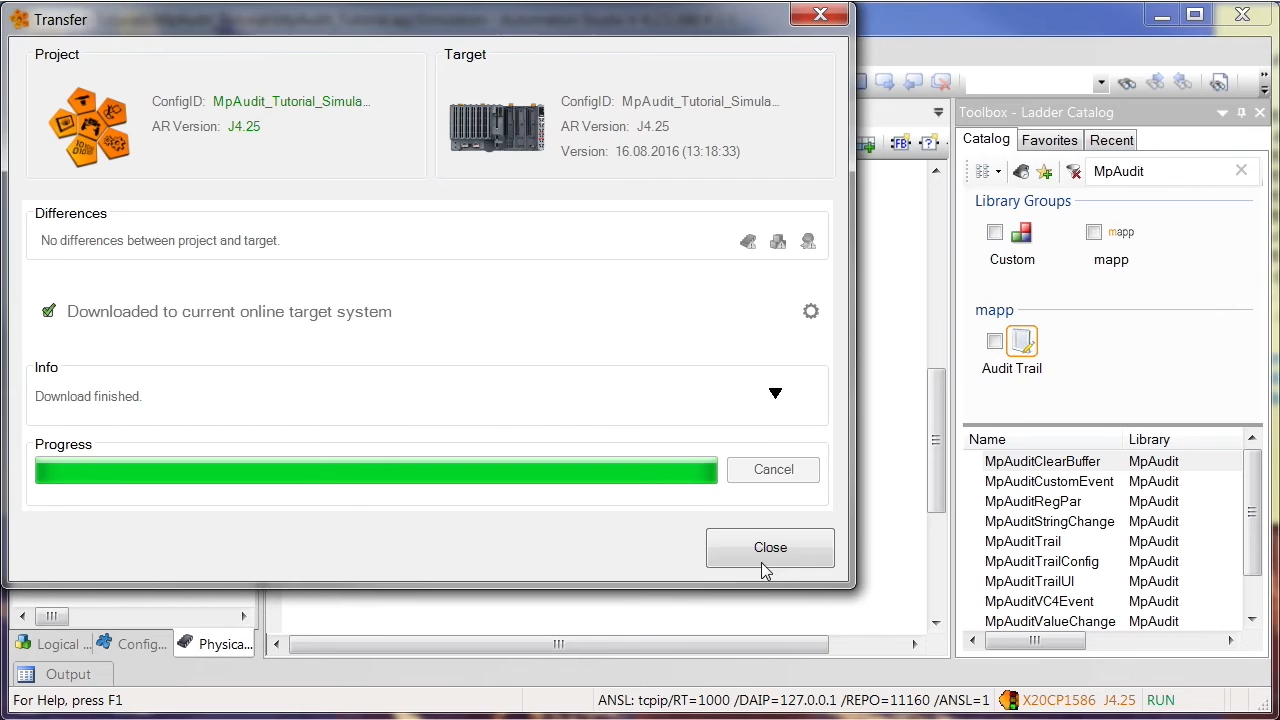 Transfer
Project
ConfigID: MpAudit_Tutorial_Simula...
AR Version: J4.25
Target
ConfigID: MpAudit_Tutorial_Simula...
AR Version: J4.25
Version: 16.08.2016 (13:18:33)
Differences
No differences between project and target.
Downloaded to current online target system
Info
Download finished.
Progress
Cancel
Close
Toolbox - Ladder Catalog
Catalog Favorites Recent
MpAudit
Library Groups
mapp
Custom mapp
mapp
Audit Trail
Name Library
MpAuditClearBuffer MpAudit
MpAuditCustomEvent MpAudit
MpAuditRegPar MpAudit
MpAuditStringChange MpAudit
MpAuditTrail MpAudit
MpAuditTrailConfig MpAudit
MpAuditTrailUI MpAudit
MpAuditVC4Event MpAudit
MpAuditValueChange MpAudit
Logical ... Config... Physica...
Output
For Help, press F1
ANSL: tcpip/RT=1000 /DAIP=127.0.0.1 /REPO=11160 /ANSL=1 X20CP1586 J4.25 RUN